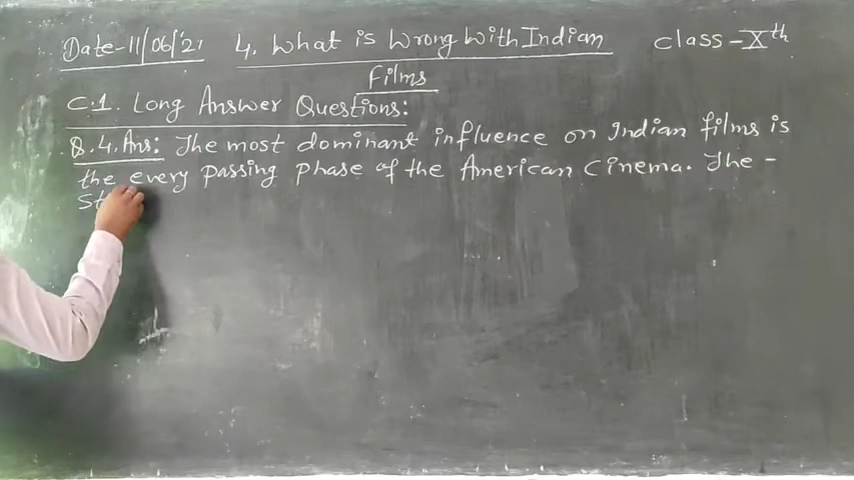 Date-11/06/'21 4. What is Wrong With Indian class-Xth
Films
C.1. Long Answer Questions:
Q.4. Ans: The most dominant influence on Indian films is
the every passing phase of the American Cinema. The -